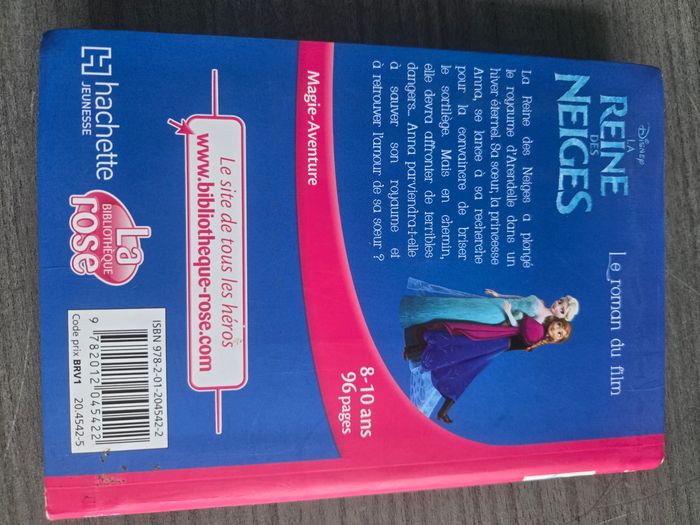 Disney
LA
REINE
DES
NEIGES
Le roman du film
La Reine des Neiges a plongé
le royaume d'Arendelle dans un
hiver éternel. Sa sœur, la princesse
Anna, se lance à sa recherche
pour la convaincre de briser
le sortilège. Mais en chemin,
elle devra affronter de terribles
dangers... Anna parviendra-t-elle
à sauver son royaume et
à retrouver l'amour de sa sœur ?
8-10 ans
96 pages
Magie-Aventure
Le site de tous les héros
www.bibliotheque-rose.com
hachette
JEUNESSE
La
BIBLIOTHÈQUE
rose
ISBN 978-2-01-204542-2
9 782012 045422
Code prix BRV1 20.4542-5